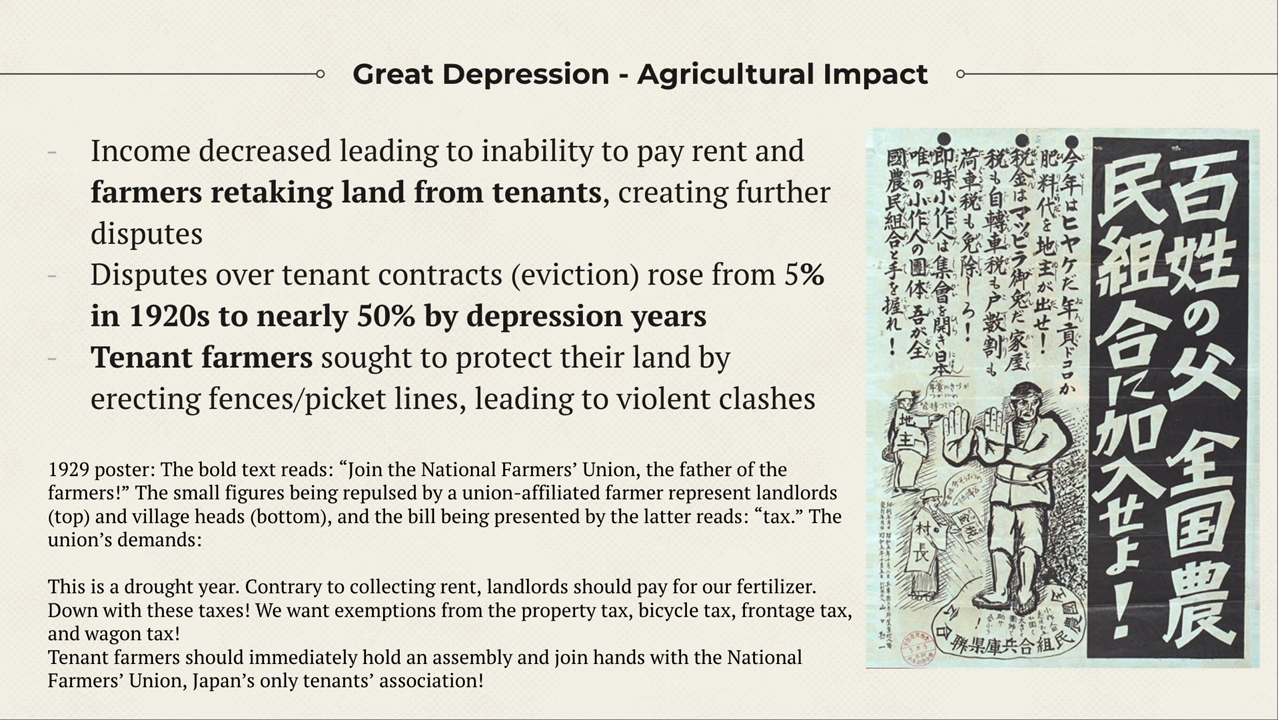 Great Depression - Agricultural Impact
- Income decreased leading to inability to pay rent and
farmers retaking land from tenants, creating further
disputes
- Disputes over tenant contracts (eviction) rose from 5%
in 1920s to nearly 50% by depression years
- Tenant farmers sought to protect their land by
erecting fences/picket lines, leading to violent clashes
1929 poster: The bold text reads: “Join the National Farmers’ Union, the father of the
farmers!” The small figures being repulsed by a union-affiliated farmer represent landlords
(top) and village heads (bottom), and the bill being presented by the latter reads: “tax.” The
union’s demands:
This is a drought year. Contrary to collecting rent, landlords should pay for our fertilizer.
Down with these taxes! We want exemptions from the property tax, bicycle tax, frontage tax,
and wagon tax!
Tenant farmers should immediately hold an assembly and join hands with the National
Farmers’ Union, Japan’s only tenants’ association!
百姓の父 全国農
民組合に加入せよ!
今年はヒヤケだ年貢ドコロか
肥料代を地主が出せ!
税金はマッピラ御免だ家屋
税も自轉車税も戸数割も
荷車税も免除しろ!
即時小作人は集會を開き日本
唯一の小作人の團体吾が全
國農民組合と手を握れ!
地主
村長